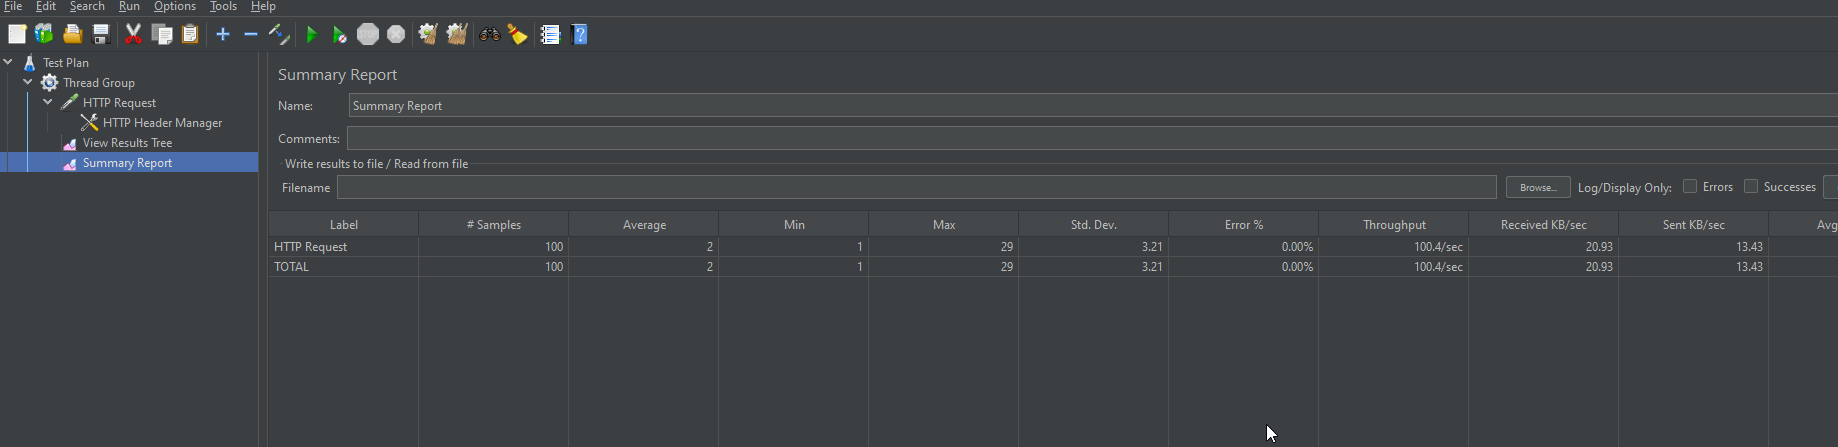 File Edit Search Run Options Tools Help
STOP
Test Plan
Thread Group
HTTP Request
HTTP Header Manager
View Results Tree
Summary Report
Summary Report
Name: Summary Report
Comments:
Write results to file / Read from file
Filename Browse... Log/Display Only: Errors Successes
Label # Samples Average Min Max Std. Dev. Error % Throughput Received KB/sec Sent KB/sec Avg
HTTP Request 100 2 1 29 3.21 0.00% 100.4/sec 20.93 13.43
TOTAL 100 2 1 29 3.21 0.00% 100.4/sec 20.93 13.43